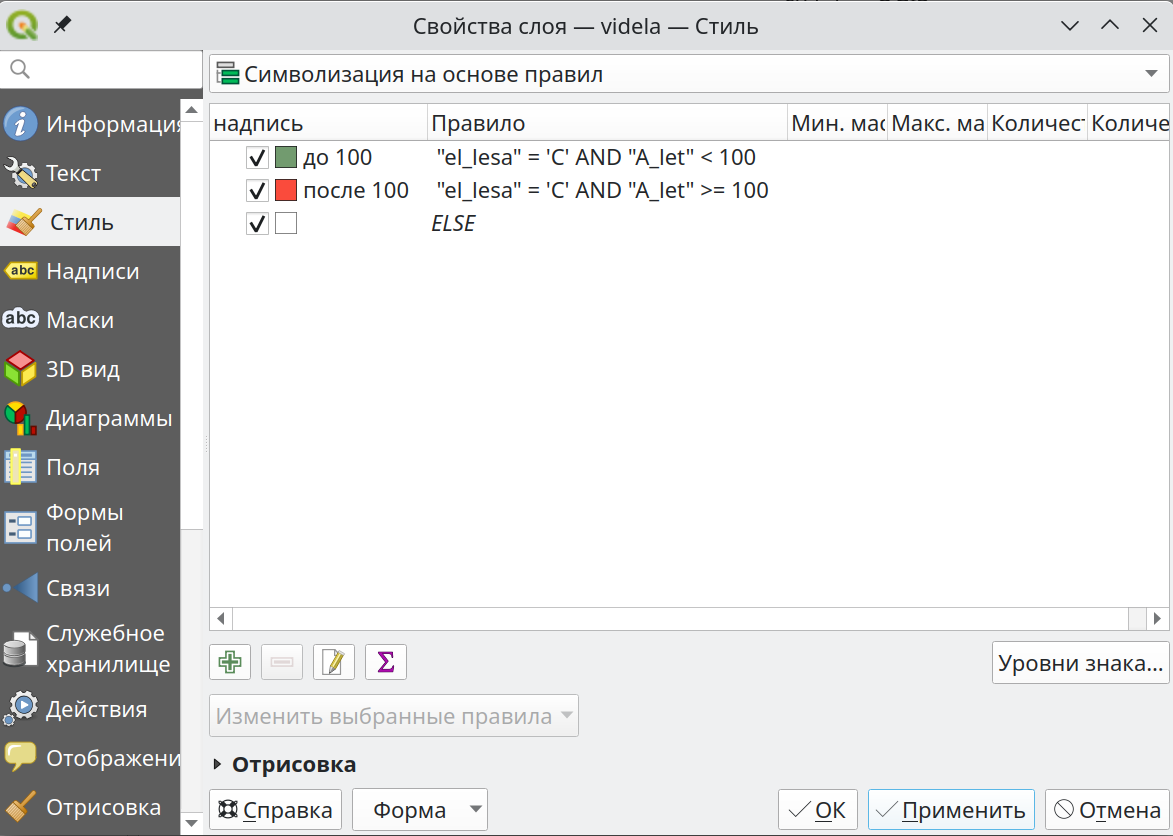 Свойства слоя — videla — Стиль
Символизация на основе правил
Информация
Текст
Стиль
abc Надписи
abc Маски
3D вид
Диаграммы
Поля
Формы
полей
Связи
Служебное
хранилище
Действия
Отображени
Отрисовка
надпись Правило Мин. мас Макс. ма Количест Количе
до 100 "el_lesa" = 'С' AND "A_let" < 100
после 100 "el_lesa" = 'С' AND "A_let" >= 100
ELSE
Уровни знака...
Изменить выбранные правила
Отрисовка
Справка Форма OK Применить Отмена